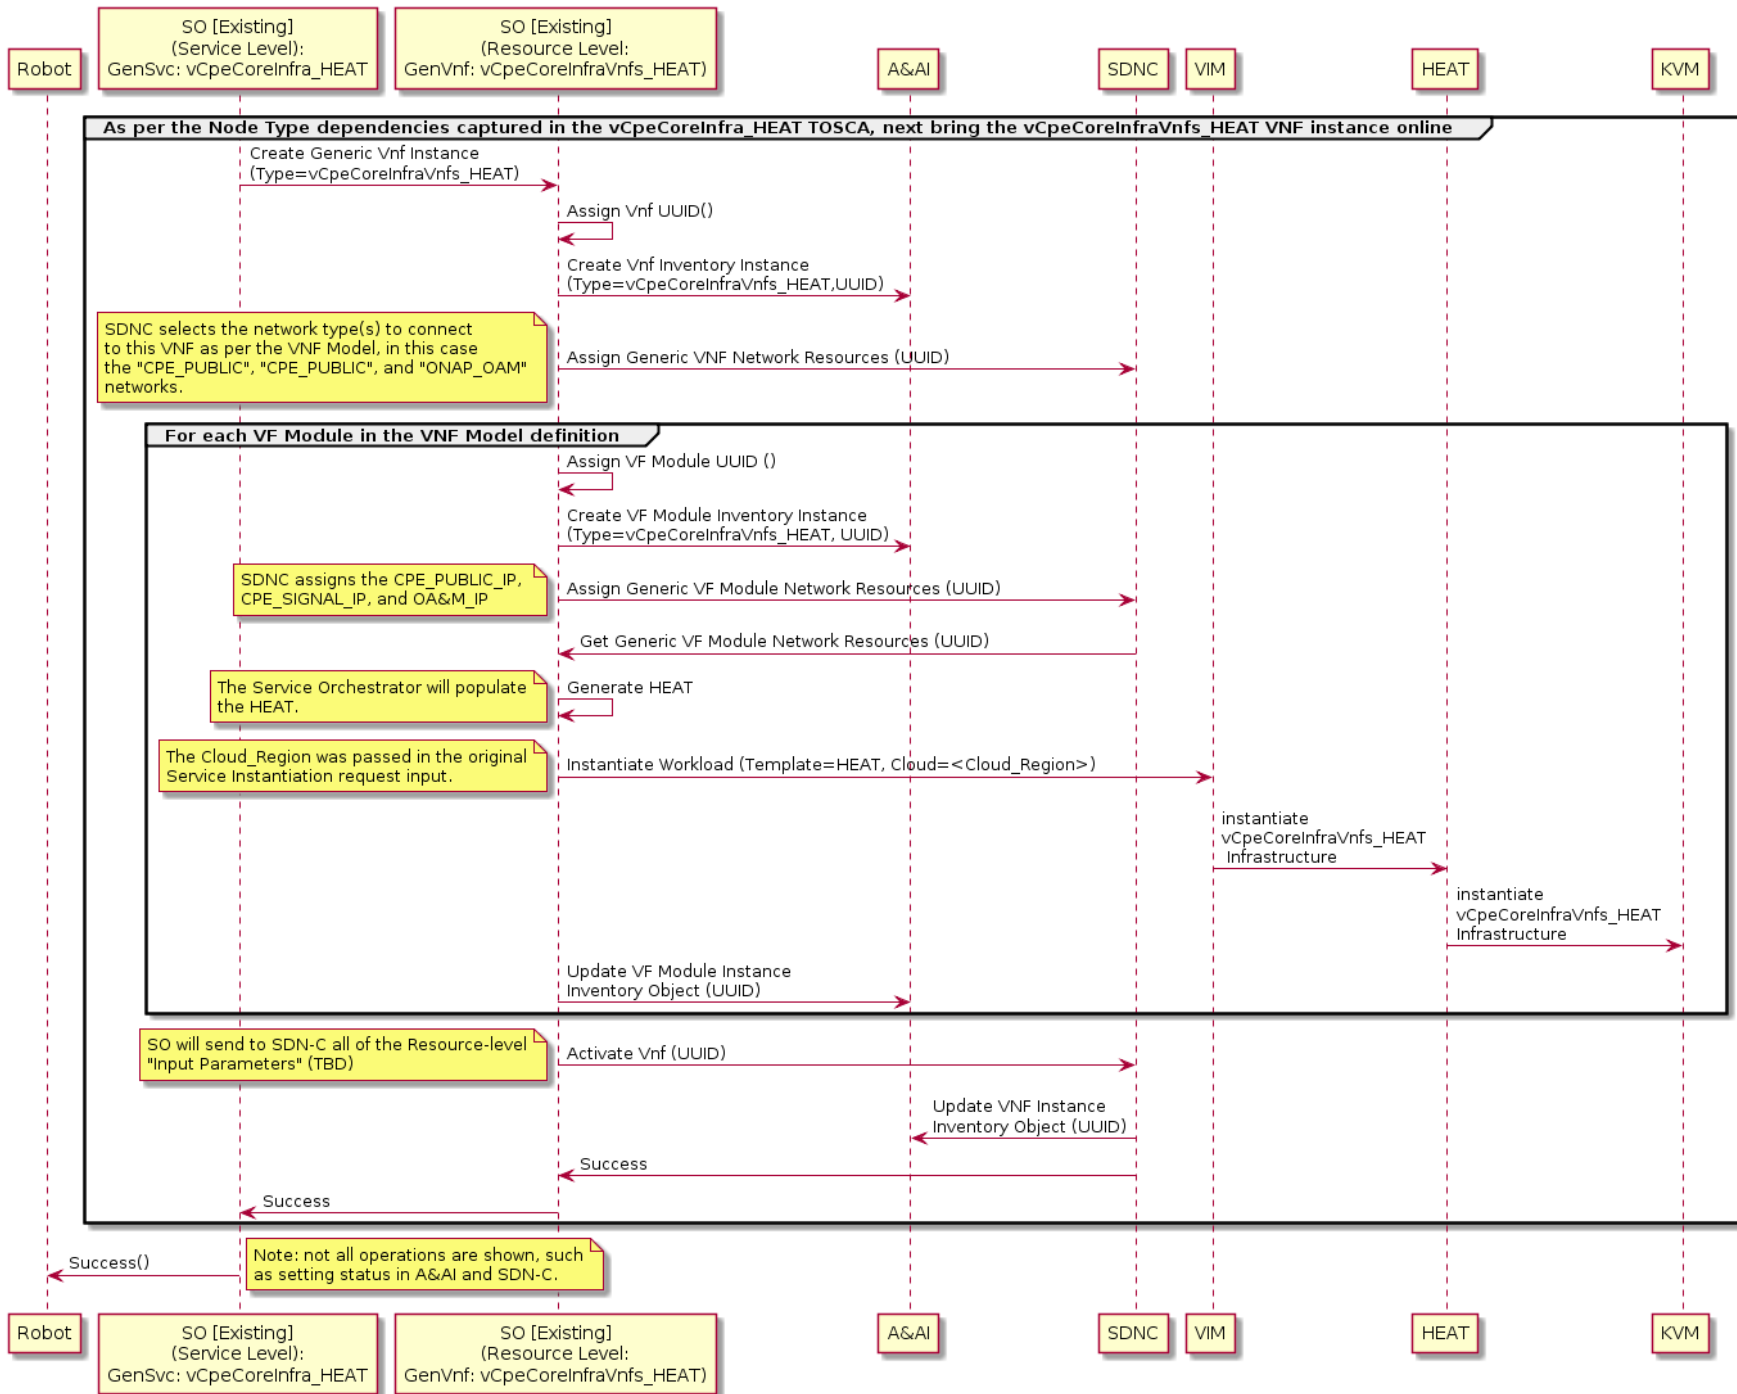 Robot
SO [Existing]
(Service Level):
GenSvc: vCpeCoreInfra_HEAT
SO [Existing]
(Resource Level:
GenVnf: vCpeCoreInfraVnfs_HEAT)
A&AI
SDNC
VIM
HEAT
KVM
As per the Node Type dependencies captured in the vCpeCoreInfra_HEAT TOSCA, next bring the vCpeCoreInfraVnfs_HEAT VNF instance online
Create Generic Vnf Instance
(Type=vCpeCoreInfraVnfs_HEAT)
Assign Vnf UUID()
Create Vnf Inventory Instance
(Type=vCpeCoreInfraVnfs_HEAT,UUID)
SDNC selects the network type(s) to connect
to this VNF as per the VNF Model, in this case
the "CPE_PUBLIC", "CPE_PUBLIC", and "ONAP_OAM"
networks.
Assign Generic VNF Network Resources (UUID)
For each VF Module in the VNF Model definition
Assign VF Module UUID ()
Create VF Module Inventory Instance
(Type=vCpeCoreInfraVnfs_HEAT, UUID)
SDNC assigns the CPE_PUBLIC_IP,
CPE_SIGNAL_IP, and OA&M_IP
Assign Generic VF Module Network Resources (UUID)
Get Generic VF Module Network Resources (UUID)
The Service Orchestrator will populate
the HEAT.
Generate HEAT
The Cloud_Region was passed in the original
Service Instantiation request input.
Instantiate Workload (Template=HEAT, Cloud=<Cloud_Region>)
instantiate
vCpeCoreInfraVnfs_HEAT
Infrastructure
instantiate
vCpeCoreInfraVnfs_HEAT
Infrastructure
Update VF Module Instance
Inventory Object (UUID)
SO will send to SDN-C all of the Resource-level
"Input Parameters" (TBD)
Activate Vnf (UUID)
Update VNF Instance
Inventory Object (UUID)
Success
Success
Success()
Note: not all operations are shown, such
as setting status in A&AI and SDN-C.
Robot
SO [Existing]
(Service Level):
GenSvc: vCpeCoreInfra_HEAT
SO [Existing]
(Resource Level:
GenVnf: vCpeCoreInfraVnfs_HEAT)
A&AI
SDNC
VIM
HEAT
KVM